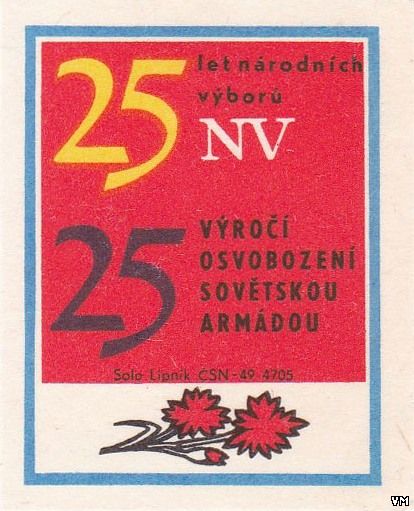 25 let národních
výborů
NV
25 VÝROČÍ
OSVOBOZENÍ
SOVĚTSKOU
ARMÁDOU
Solo Lipník ČSN-49 4705
VM